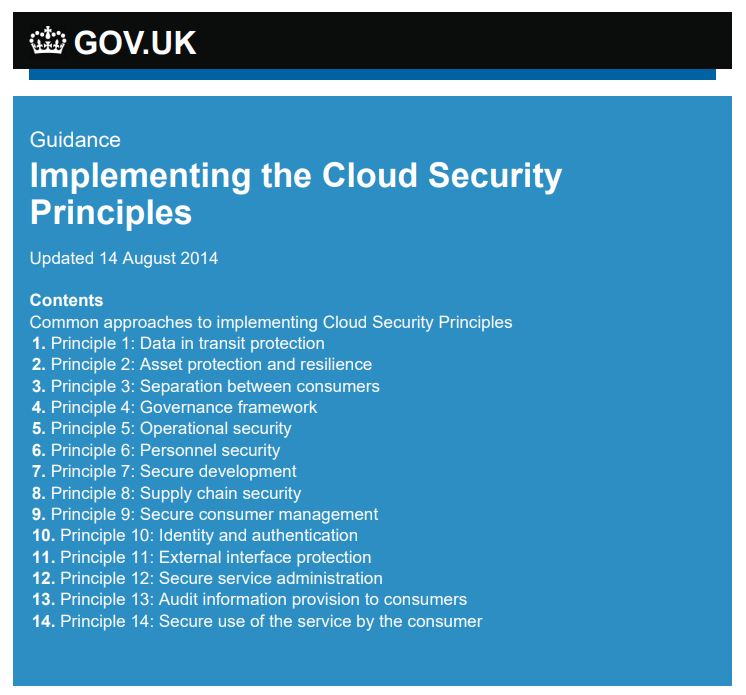 GOV.UK
Guidance
Implementing the Cloud Security
Principles
Updated 14 August 2014
Contents
Common approaches to implementing Cloud Security Principles
1. Principle 1: Data in transit protection
2. Principle 2: Asset protection and resilience
3. Principle 3: Separation between consumers
4. Principle 4: Governance framework
5. Principle 5: Operational security
6. Principle 6: Personnel security
7. Principle 7: Secure development
8. Principle 8: Supply chain security
9. Principle 9: Secure consumer management
10. Principle 10: Identity and authentication
11. Principle 11: External interface protection
12. Principle 12: Secure service administration
13. Principle 13: Audit information provision to consumers
14. Principle 14: Secure use of the service by the consumer